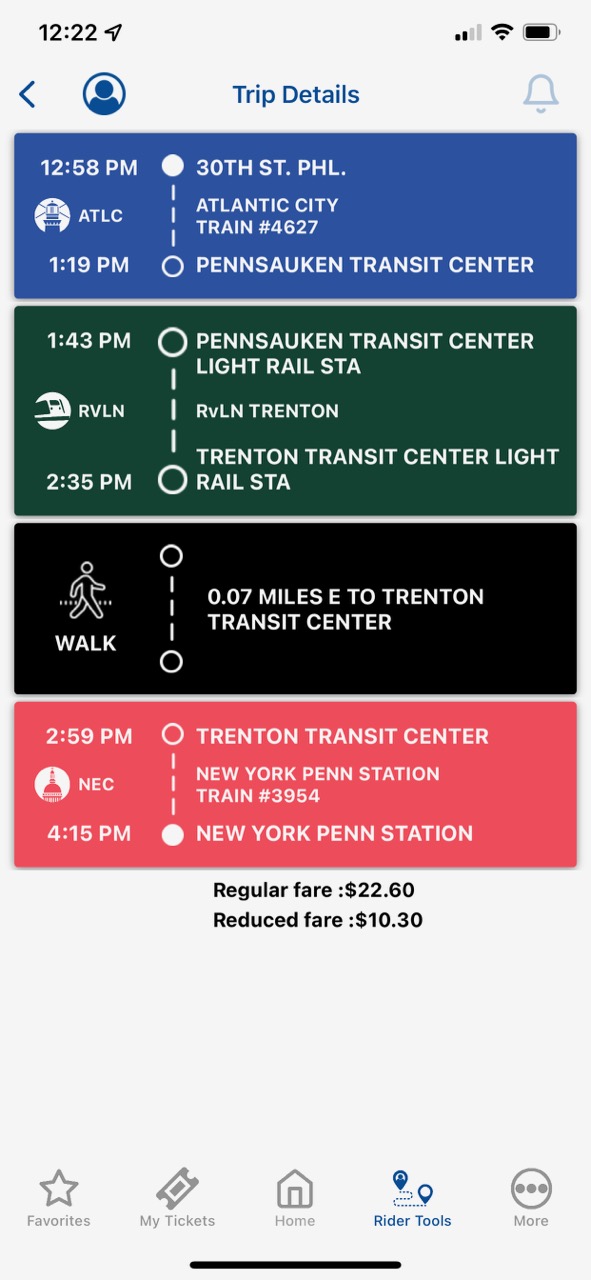 12:22
Trip Details
12:58 PM
30TH ST. PHL.
ATLC
ATLANTIC CITY
TRAIN #4627
1:19 PM
PENNSAUKEN TRANSIT CENTER
1:43 PM
PENNSAUKEN TRANSIT CENTER
LIGHT RAIL STA
RVLN
RvLN TRENTON
2:35 PM
TRENTON TRANSIT CENTER LIGHT
RAIL STA
WALK
0.07 MILES E TO TRENTON
TRANSIT CENTER
2:59 PM
TRENTON TRANSIT CENTER
NEC
NEW YORK PENN STATION
TRAIN #3954
4:15 PM
NEW YORK PENN STATION
Regular fare :$22.60
Reduced fare :$10.30
Favorites
My Tickets
Home
Rider Tools
More